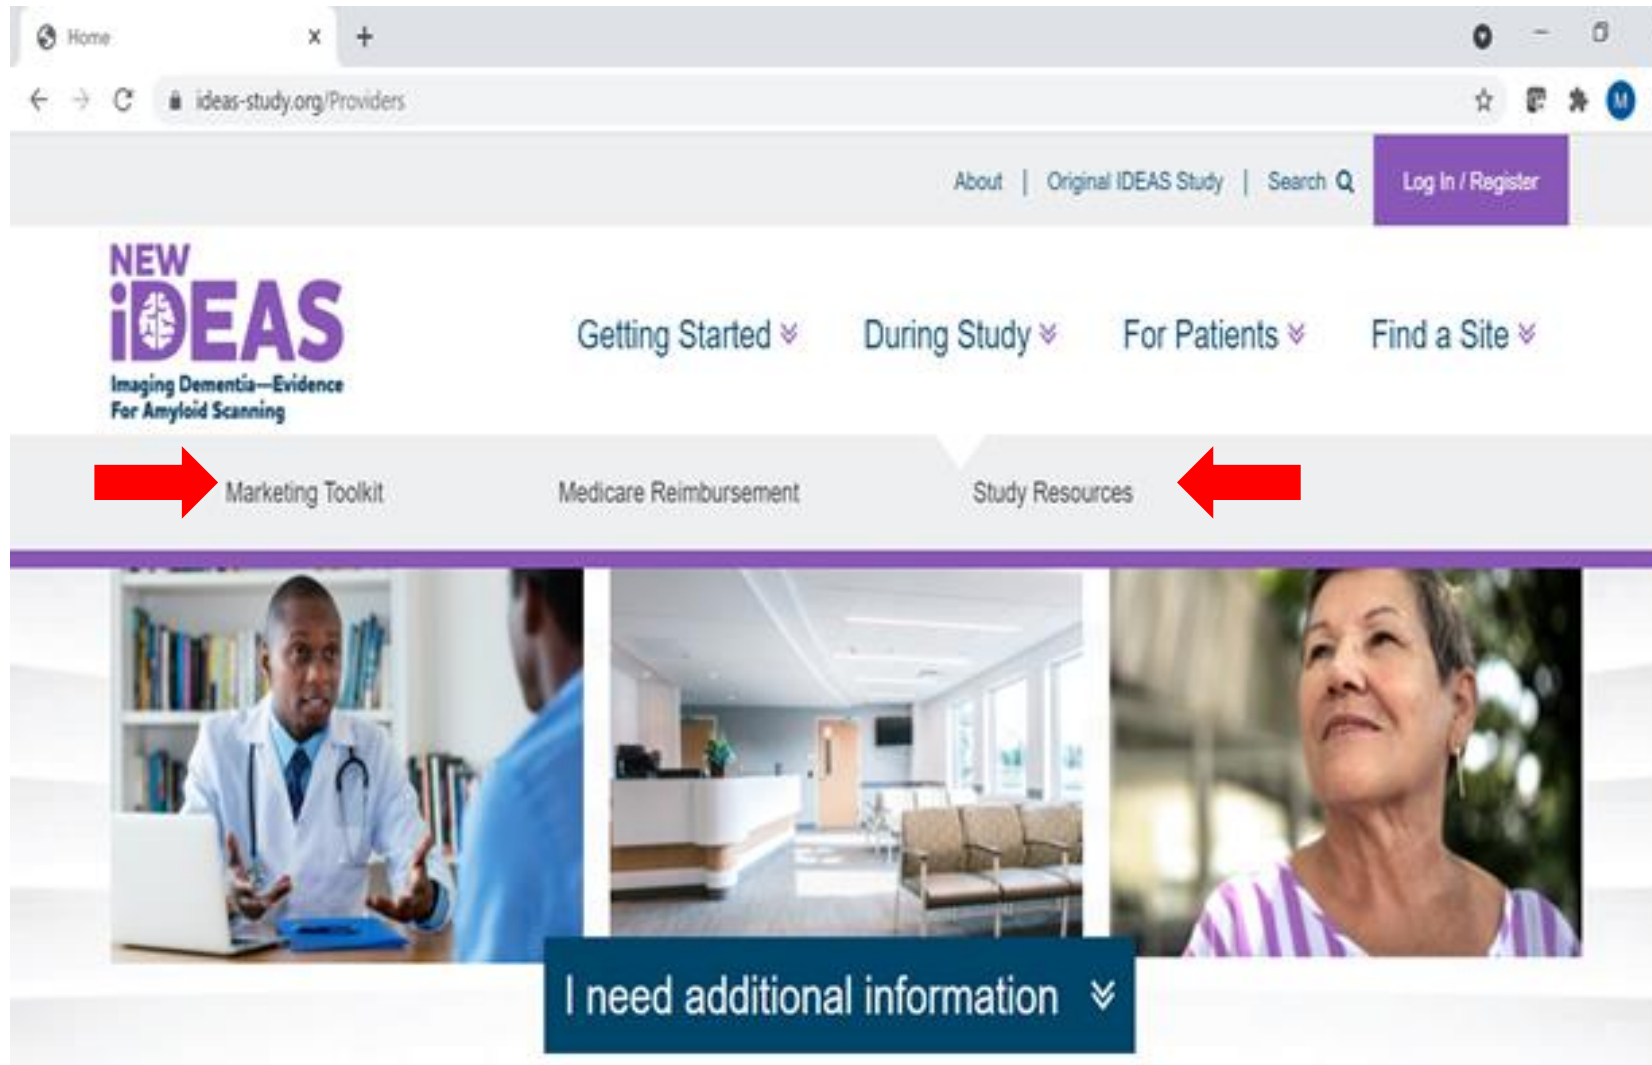 Home
ideas-study.org/Providers
M
About | Original IDEAS Study | Search
Log In / Register
NEW
iDEAS
Imaging Dementia—Evidence
For Amyloid Scanning
Getting Started
During Study
For Patients
Find a Site
Marketing Toolkit
Medicare Reimbursement
Study Resources
I need additional information